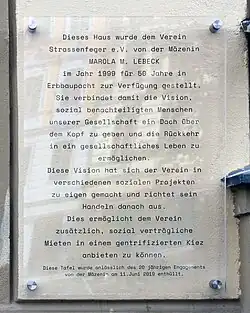 Dieses Haus wurde dem Verein
Strassenfeger e.V. von der Mäzenin
MAROLA M. LEBECK
im Jahr 1999 für 56 Jahre in
Erbbaupacht zur Verfügung gestellt.
Sie verbindet damit die Vision,
sozial benachteiligten Menschen
unserer Gesellschaft ein Dach über
dem Kopf zu geben und die Rückkehr
in ein gesellschaftliches Leben zu
ermöglichen.
Diese Vision hat sich der Verein in
verschiedenen sozialen Projekten
zu eigen gemacht und richtet sein
Handeln danach aus.
Dies ermöglicht dem Verein
zusätzlich, sozial verträgliche
Mieten in einem gentrifizierten Kiez
anbieten zu können.
Diese Tafel wurde anlässlich des 20 jährigen Engagements
von der Mäzenin am 11.Juni 2019 enthüllt.